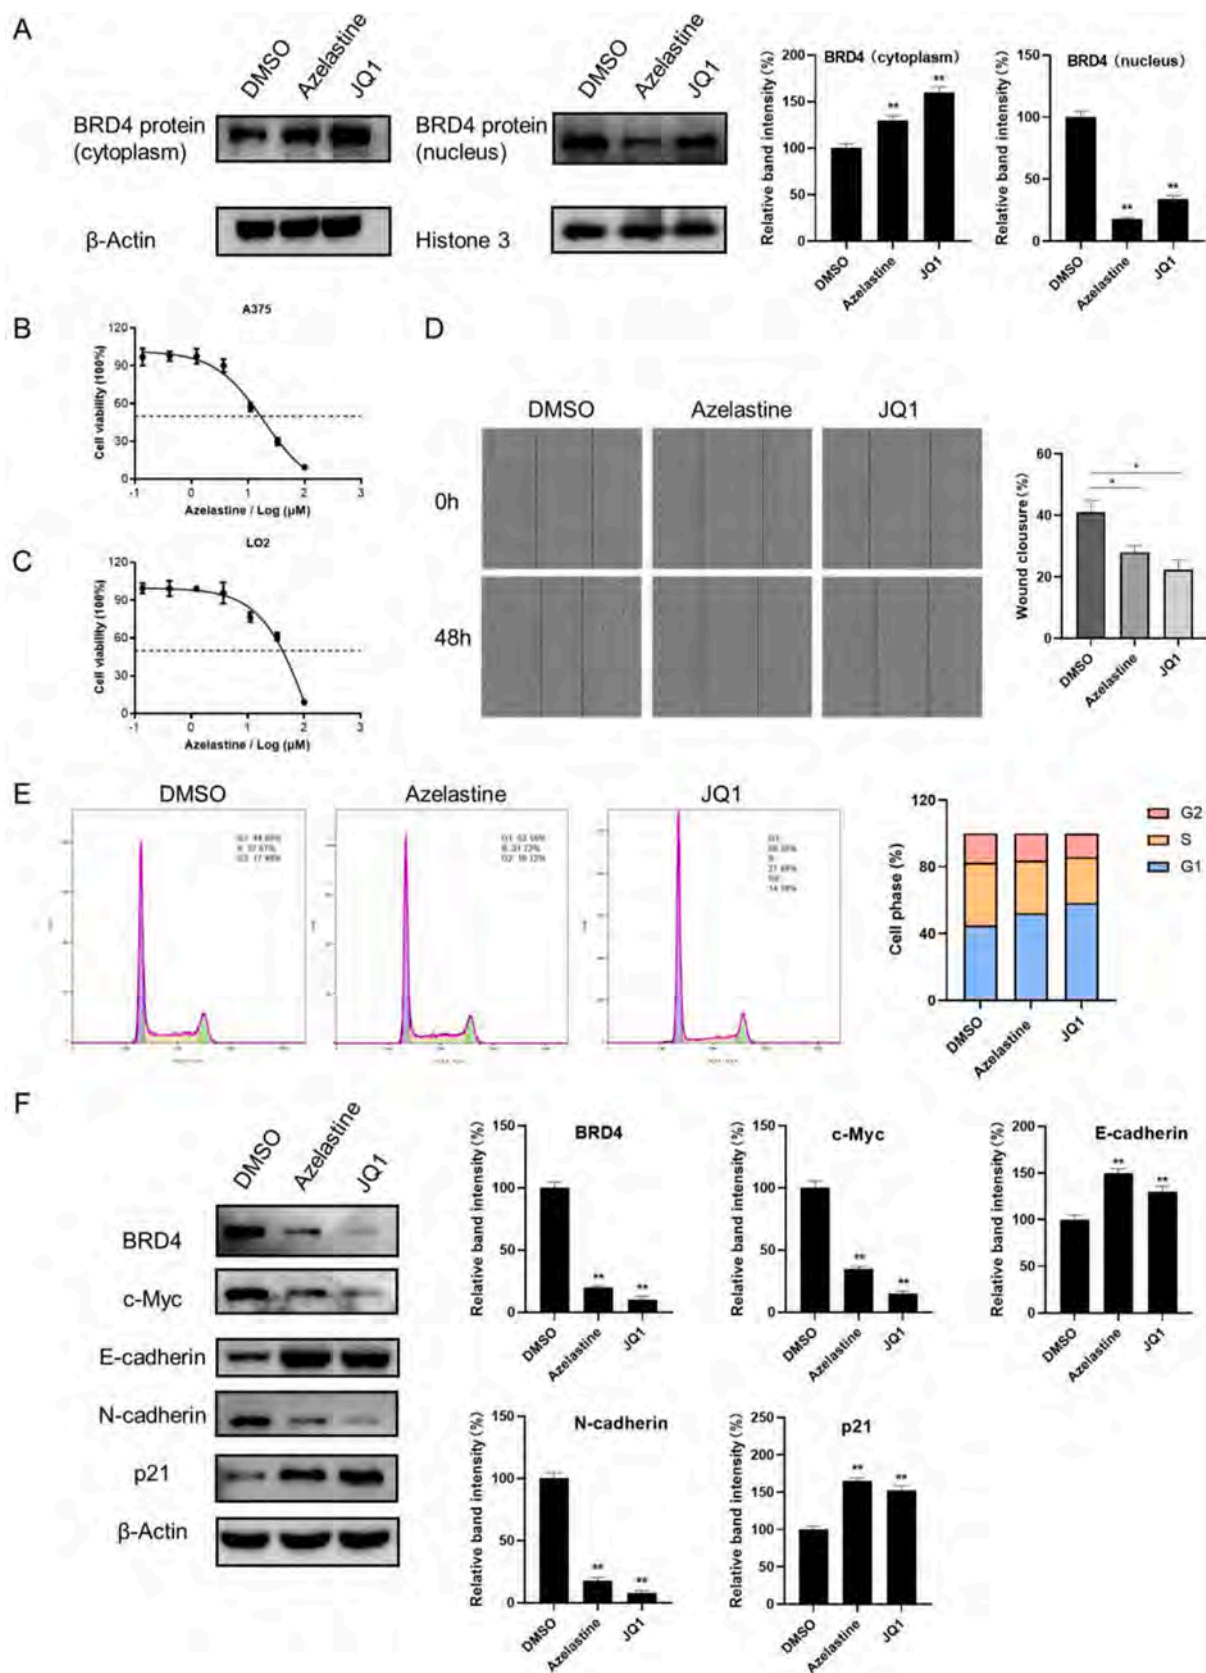 A
DMSO
Azelastine
JQ1
BRD4 protein
(cytoplasm)
β-Actin
DMSO
Azelastine
JQ1
BRD4 protein
(nucleus)
Histone 3
Relative band intensity (%)
200
150
100
50
0
BRD4 (cytoplasm)
**
**
DMSO
Azelastine
JQ1
Relative band intensity (%)
150
100
50
0
BRD4 (nucleus)
**
**
DMSO
Azelastine
JQ1
B
A375
Cell viability (100%)
120
90
60
30
0
-1
0
1
2
3
Azelastine / Log (μM)
C
LO2
Cell viability (100%)
120
90
60
30
0
-1
0
1
2
3
Azelastine / Log (μM)
D
DMSO
Azelastine
JQ1
0h
48h
Wound clousure (%)
60
40
20
0
*
*
DMSO
Azelastine
JQ1
E
DMSO
Azelastine
JQ1
Cell phase (%)
120
80
40
0
DMSO
Azelastine
JQ1
G2
S
G1
F
DMSO
Azelastine
JQ1
BRD4
c-Myc
E-cadherin
N-cadherin
p21
β-Actin
Relative band intensity (%)
150
100
50
0
BRD4
**
**
DMSO
Azelastine
JQ1
Relative band intensity (%)
150
100
50
0
c-Myc
**
**
DMSO
Azelastine
JQ1
Relative band intensity (%)
200
150
100
50
0
E-cadherin
**
**
DMSO
Azelastine
JQ1
Relative band intensity (%)
150
100
50
0
N-cadherin
**
**
DMSO
Azelastine
JQ1
Relative band intensity (%)
250
200
150
100
50
0
p21
**
**
DMSO
Azelastine
JQ1